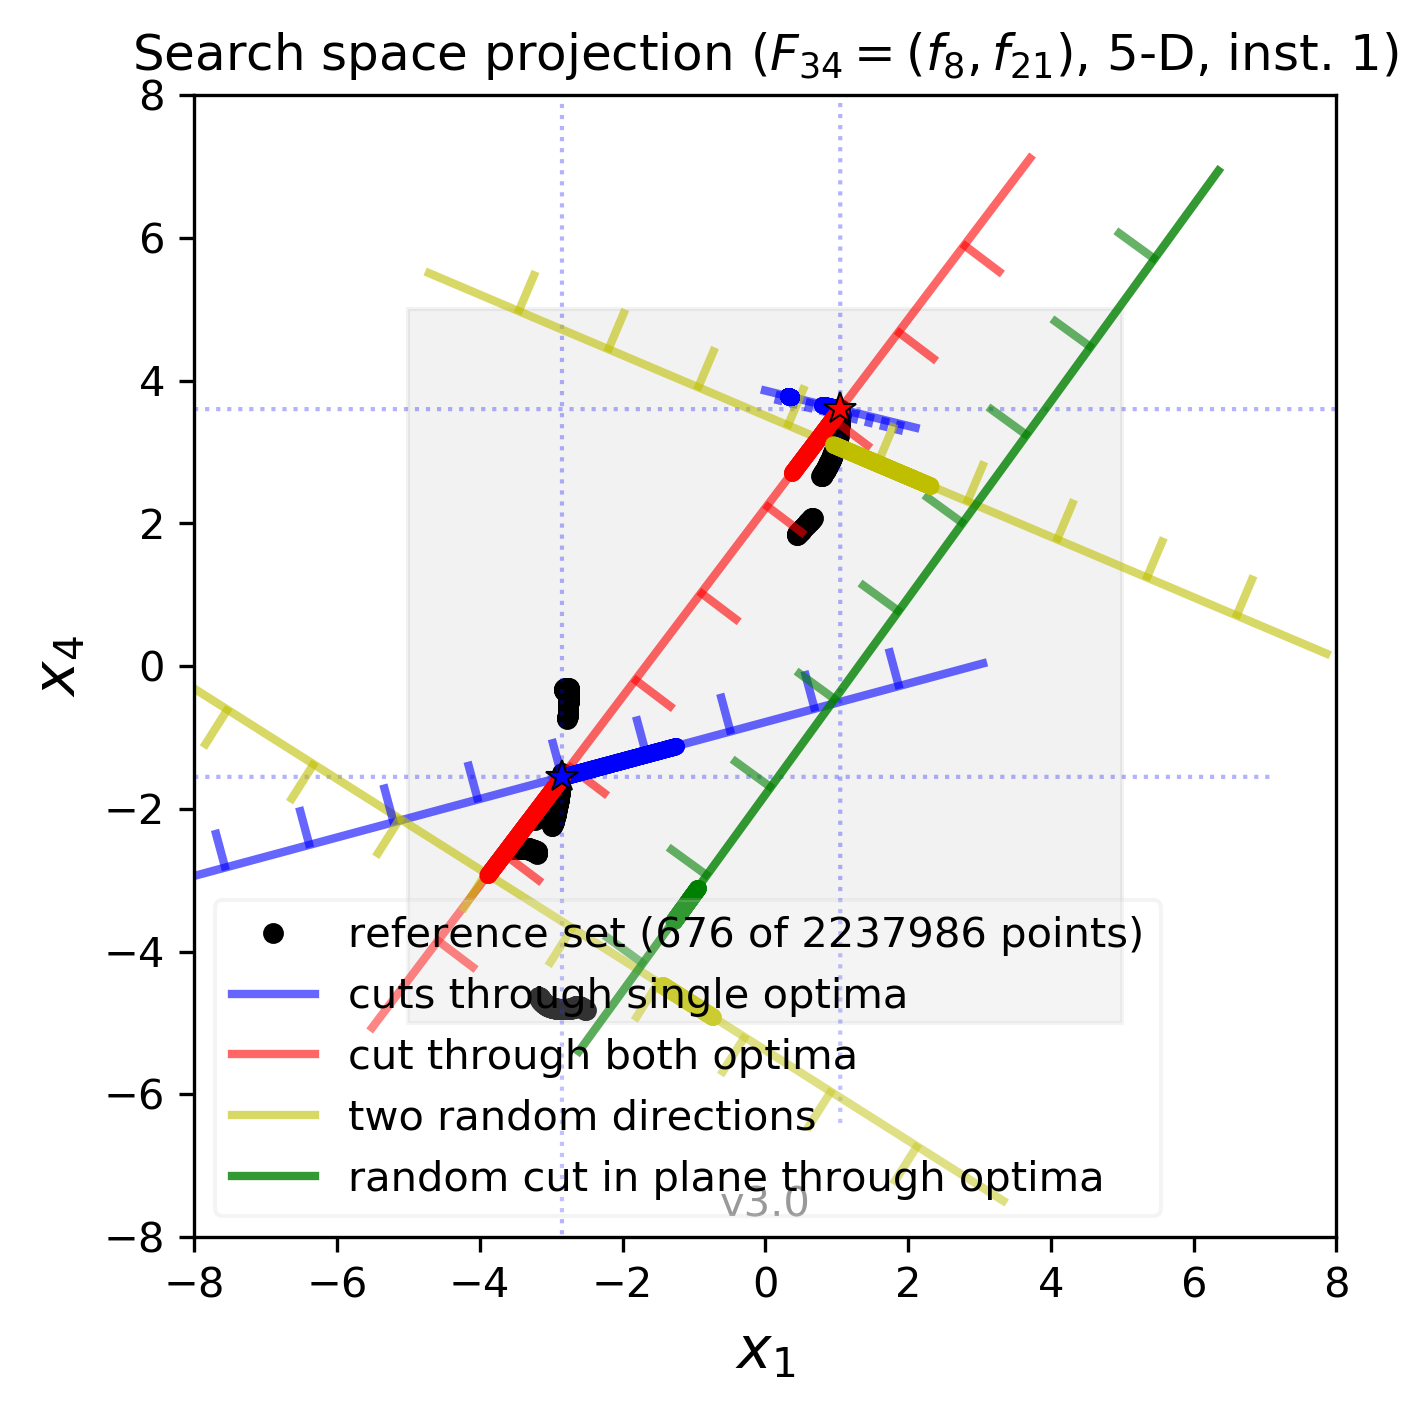 Search space projection (F34 = (f8, f21), 5-D, inst. 1)
8
6
4
2
0
−2
−4
−6
−8
x4
reference set (676 of 2237986 points)
cuts through single optima
cut through both optima
two random directions
random cut in plane through optima
v3.0
−8 −6 −4 −2 0 2 4 6 8
x1